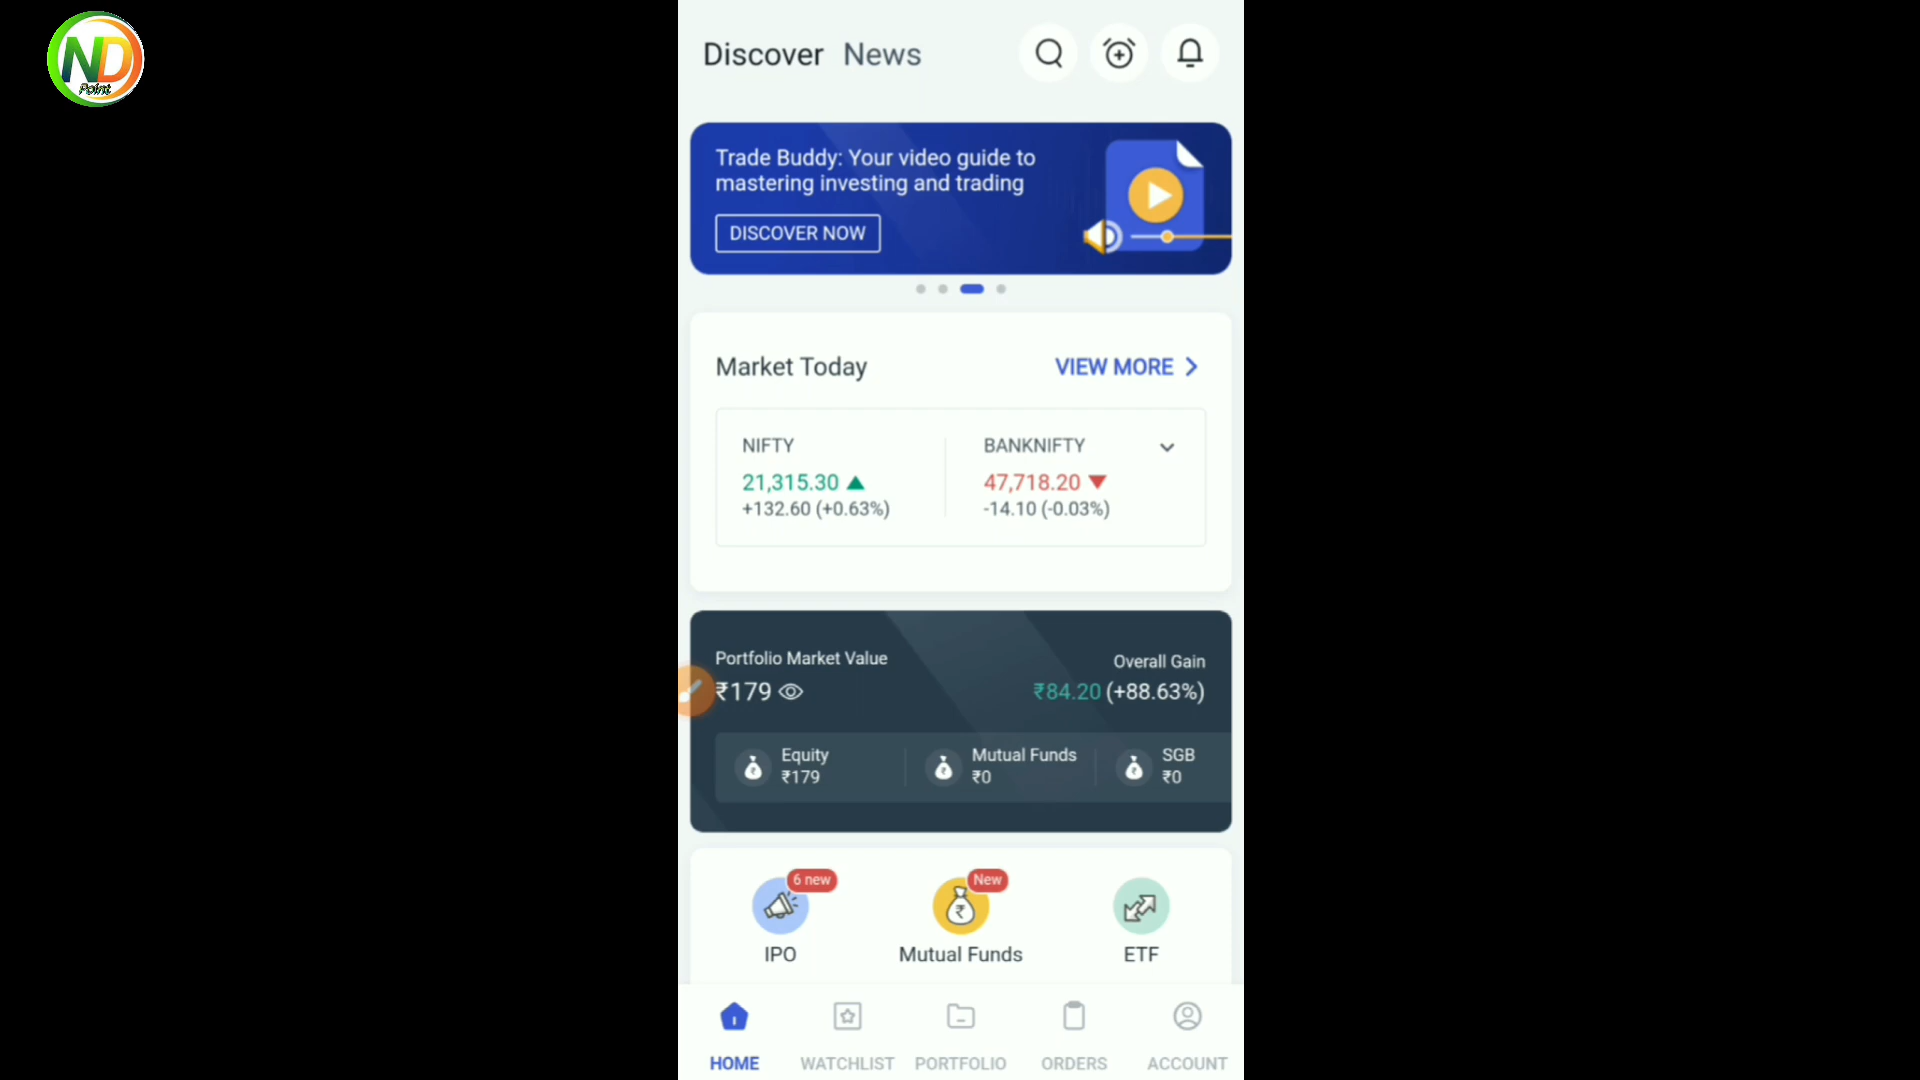 ND
Point
Discover News
Trade Buddy: Your video guide to
mastering investing and trading
DISCOVER NOW
Market Today
VIEW MORE
NIFTY
21,315.30
+132.60 (+0.63%)
BANKNIFTY
47,718.20
-14.10 (-0.03%)
Portfolio Market Value
₹179
Overall Gain
₹84.20 (+88.63%)
Equity
₹179
Mutual Funds
₹0
SGB
₹0
6 new
IPO
New
Mutual Funds
ETF
HOME
WATCHLIST
PORTFOLIO
ORDERS
ACCOUNT